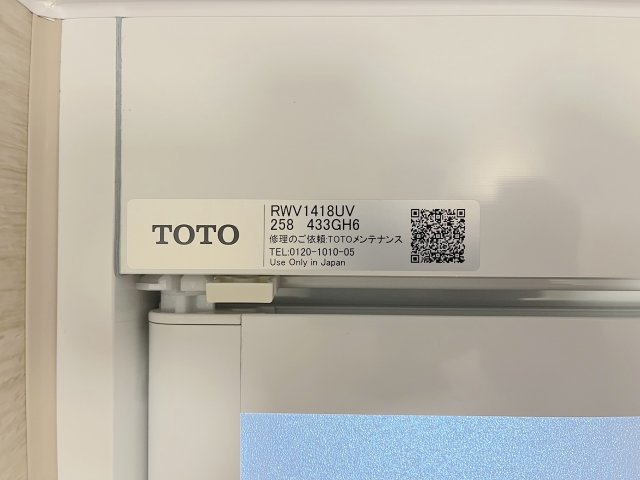 TOTO
RWV1418UV
258 433GH6
修理のご依頼:TOTOメンテナンス
TEL:0120-1010-05
Use Only in Japan